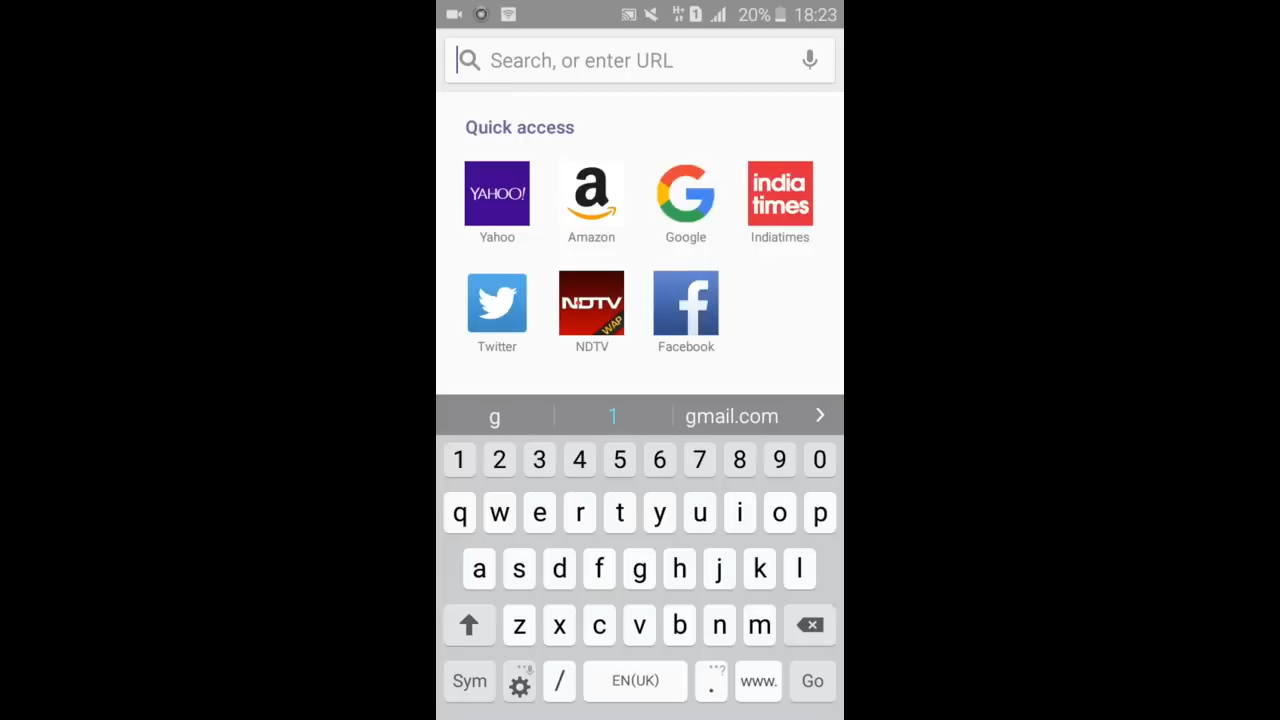 20% 18:23
Search, or enter URL
Quick access
YAHOO! a G india times
Yahoo Amazon Google Indiatimes
NDTV WAP f
Twitter NDTV Facebook
g 1 gmail.com
1 2 3 4 5 6 7 8 9 0
q w e r t y u i o p
a s d f g h j k l
z x c v b n m
Sym / EN(UK) . www. Go